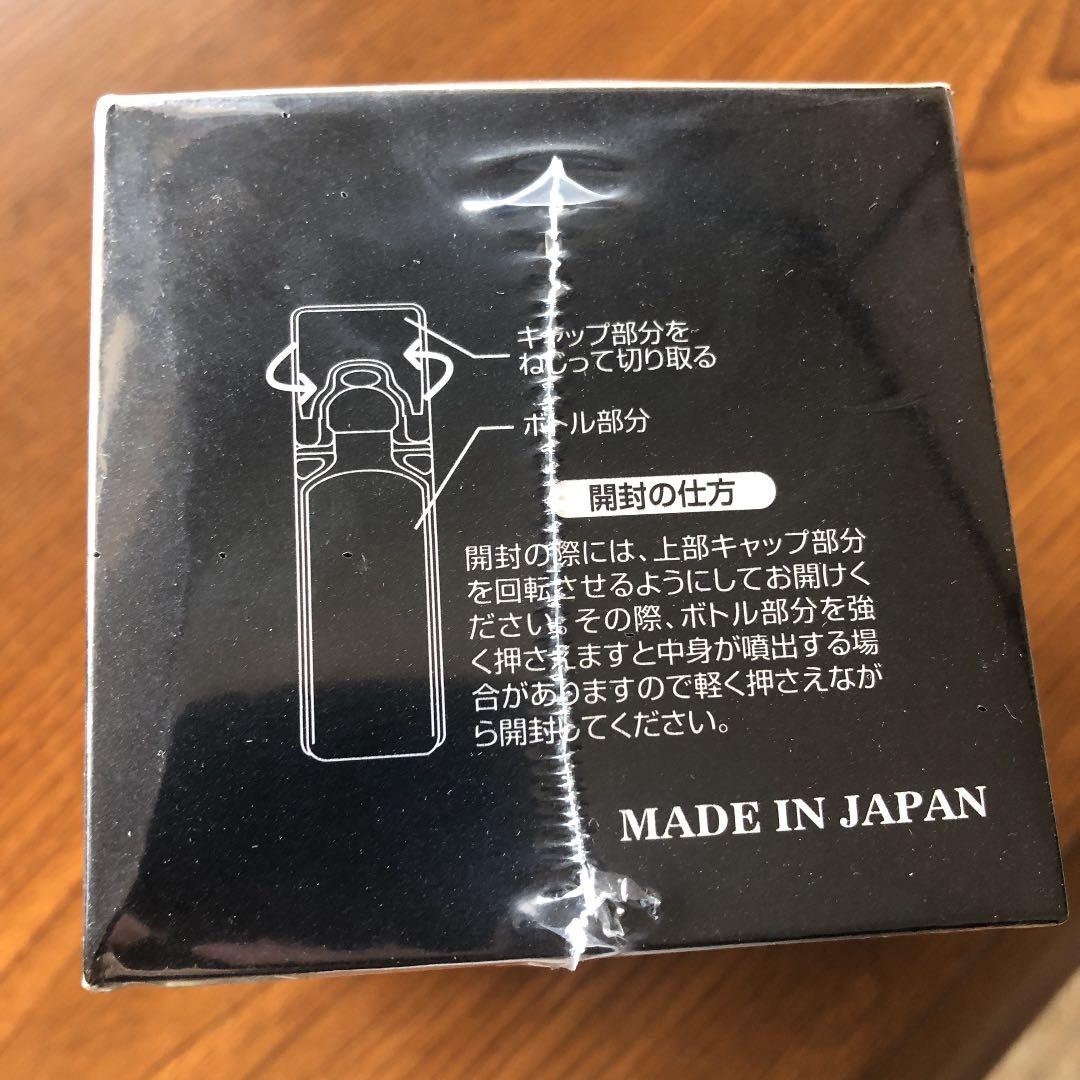 キャップ部分を
ねじって切り取る
ボトル部分
開封の仕方
開封の際には、上部キャップ部分
を回転させるようにしてお開けく
ださい。その際、ボトル部分を強
く押さえますと中身が噴出する場
合がありますので軽く押さえなが
ら開封してください。
MADE IN JAPAN